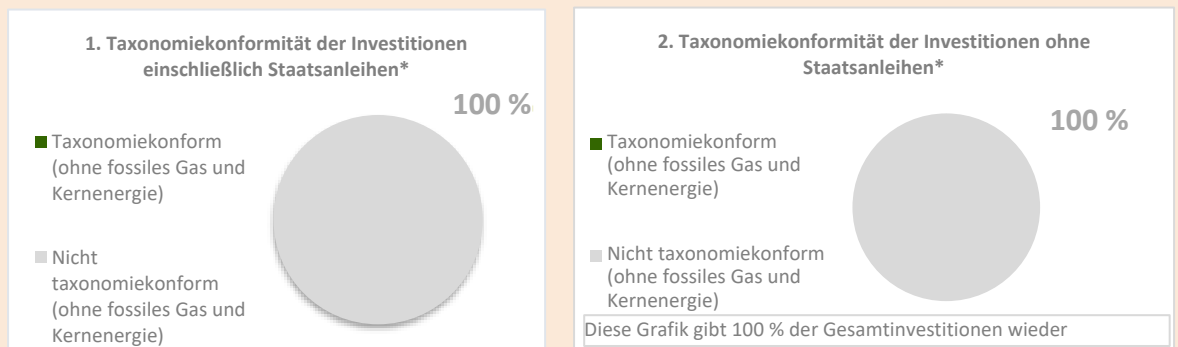 1. Taxonomiekonformität der Investitionen
einschließlich Staatsanleihen*
100 %
Taxonomiekonform
(ohne fossiles Gas und
Kernenergie)
Nicht
taxonomiekonform
(ohne fossiles Gas und
Kernenergie)
2. Taxonomiekonformität der Investitionen ohne
Staatsanleihen*
100 %
Taxonomiekonform
(ohne fossiles Gas und
Kernenergie)
Nicht taxonomiekonform
(ohne fossiles Gas und
Kernenergie)
Diese Grafik gibt 100 % der Gesamtinvestitionen wieder